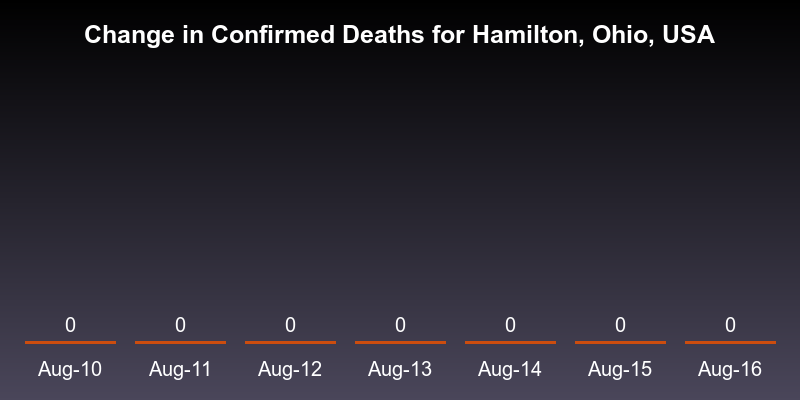 Change in Confirmed Deaths for Hamilton, Ohio, USA
0 0 0 0 0 0 0
Aug-10 Aug-11 Aug-12 Aug-13 Aug-14 Aug-15 Aug-16